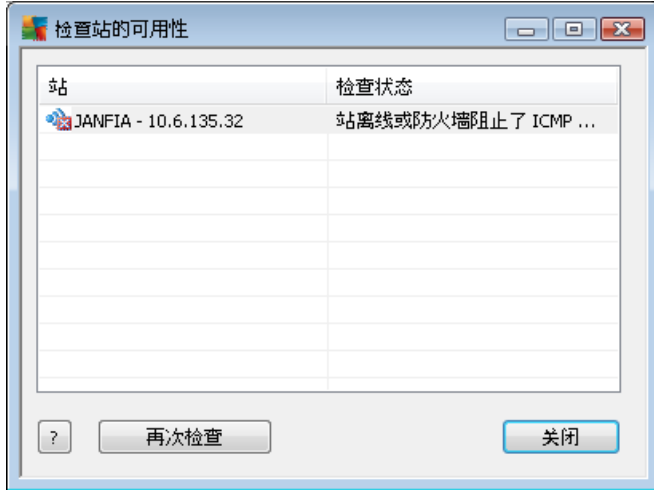 检查站的可用性
站 检查状态
JANFIA - 10.6.135.32 站离线或防火墙阻止了 ICMP ...
? 再次检查 关闭